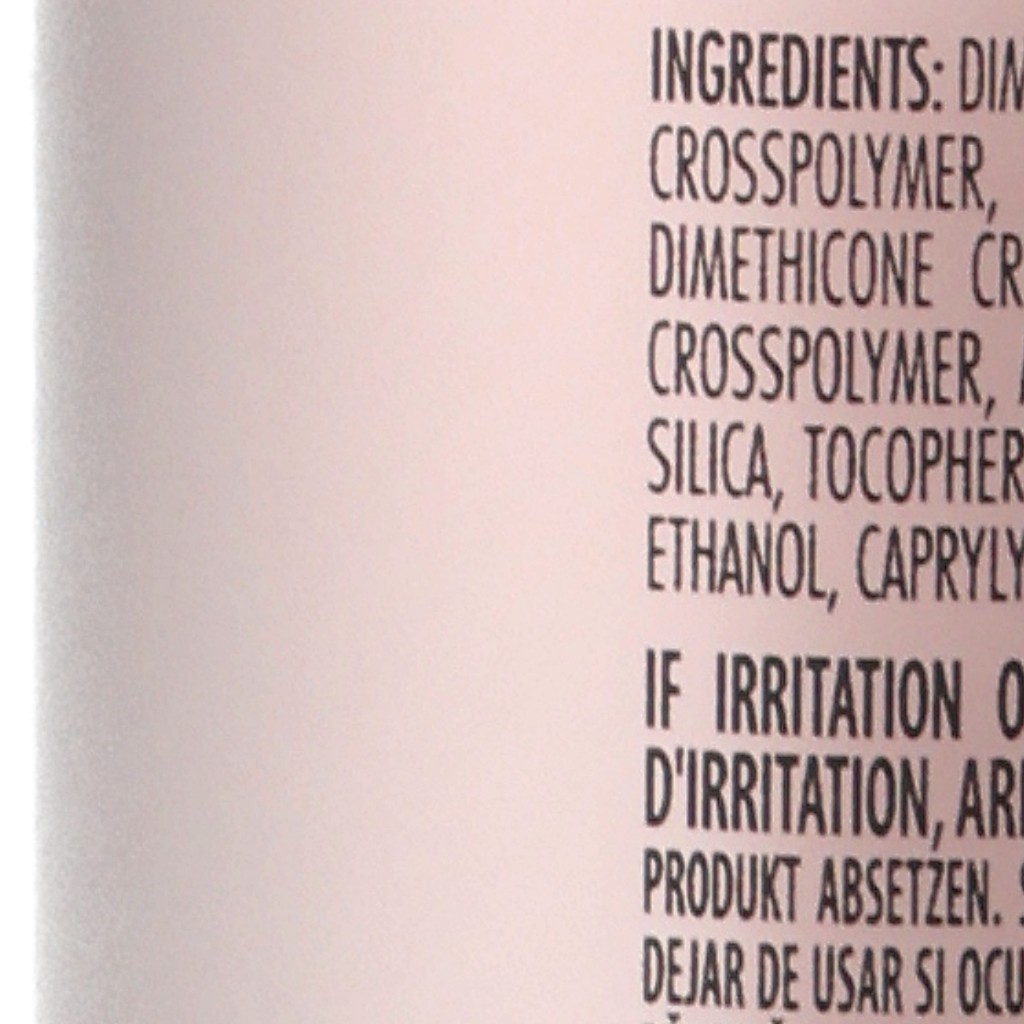 INGREDIENTS: DIM
CROSSPOLYMER,
DIMETHICONE CR
CROSSPOLYMER,
SILICA, TOCOPHER
ETHANOL, CAPRYLY
IF IRRITATION O
D'IRRITATION, ARR
PRODUKT ABSETZEN. S
DEJAR DE USAR SI OCU